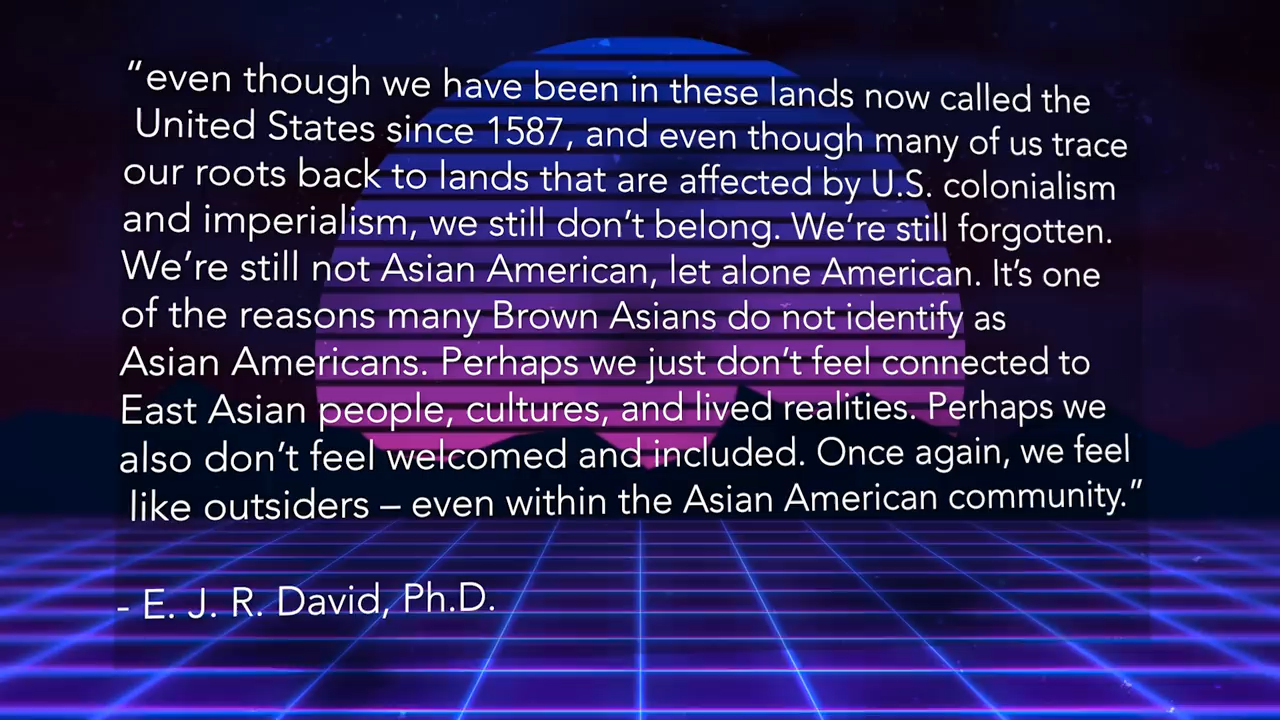 “even though we have been in these lands now called the
United States since 1587, and even though many of us trace
our roots back to lands that are affected by U.S. colonialism
and imperialism, we still don’t belong. We’re still forgotten.
We’re still not Asian American, let alone American. It’s one
of the reasons many Brown Asians do not identify as
Asian Americans. Perhaps we just don’t feel connected to
East Asian people, cultures, and lived realities. Perhaps we
also don’t feel welcomed and included. Once again, we feel
like outsiders – even within the Asian American community.”
- E. J. R. David, Ph.D.